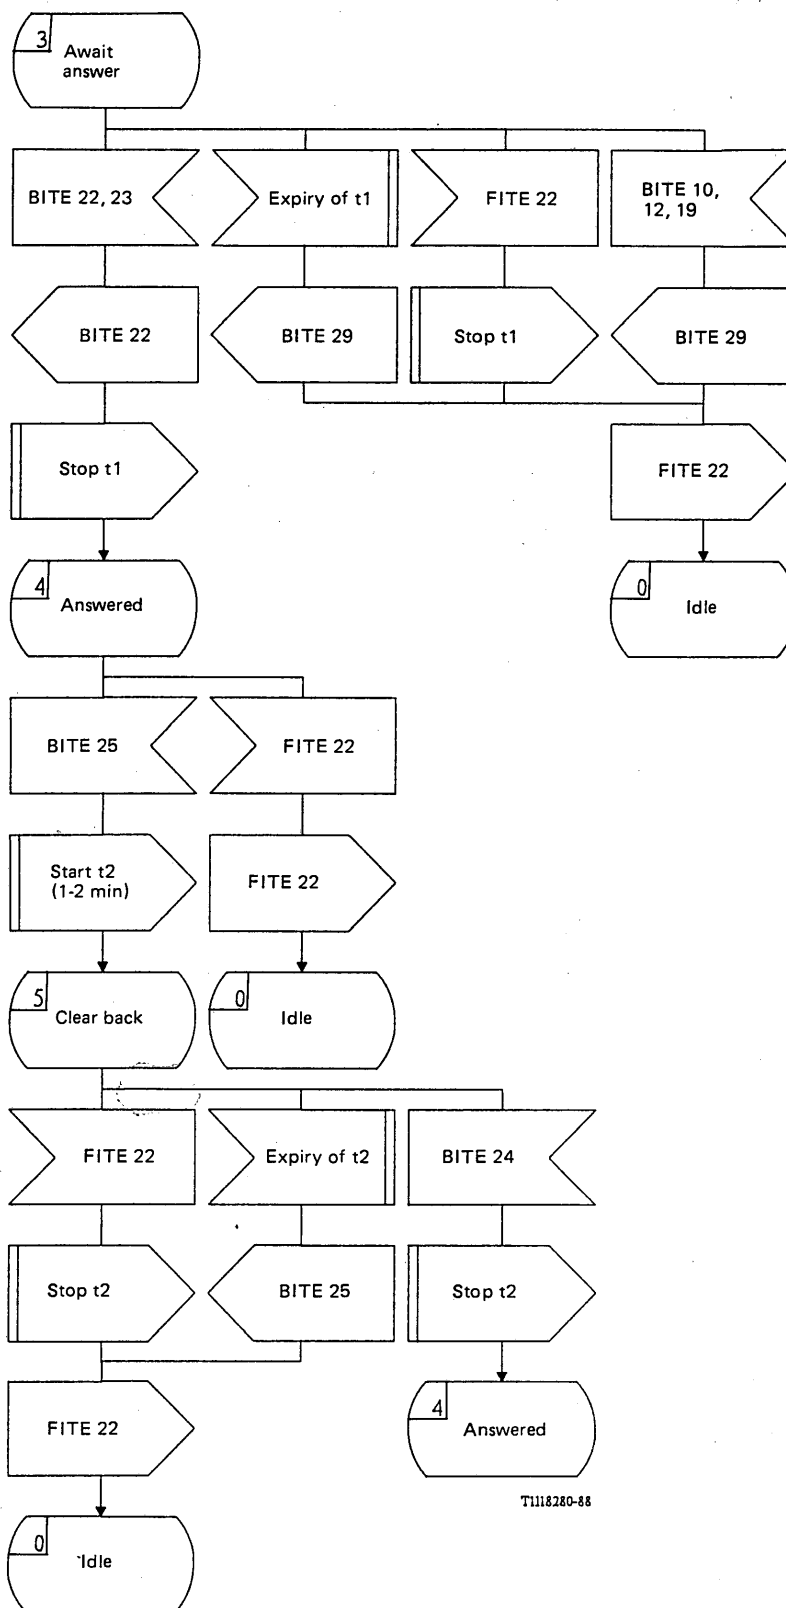 3
Await
answer
BITE 22, 23
Expiry of t1
FITE 22
BITE 10,
12, 19
BITE 22
BITE 29
Stop t1
BITE 29
Stop t1
FITE 22
4
Answered
0
Idle
BITE 25
FITE 22
Start t2
(1-2 min)
FITE 22
5
Clear back
0
Idle
FITE 22
Expiry of t2
BITE 24
Stop t2
BITE 25
Stop t2
FITE 22
4
Answered
T1118280-88
0
Idle